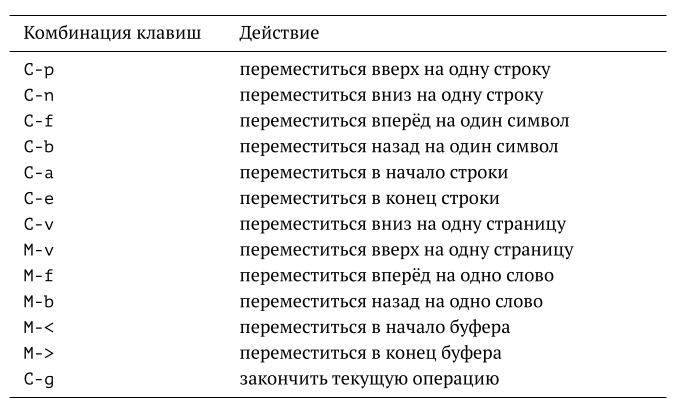 Комбинация клавиш Действие
C-p переместиться вверх на одну строку
C-n переместиться вниз на одну строку
C-f переместиться вперёд на один символ
C-b переместиться назад на один символ
C-a переместиться в начало строки
C-e переместиться в конец строки
C-v переместиться вниз на одну страницу
M-v переместиться вверх на одну страницу
M-f переместиться вперёд на одно слово
M-b переместиться назад на одно слово
M-< переместиться в начало буфера
M-> переместиться в конец буфера
C-g закончить текущую операцию